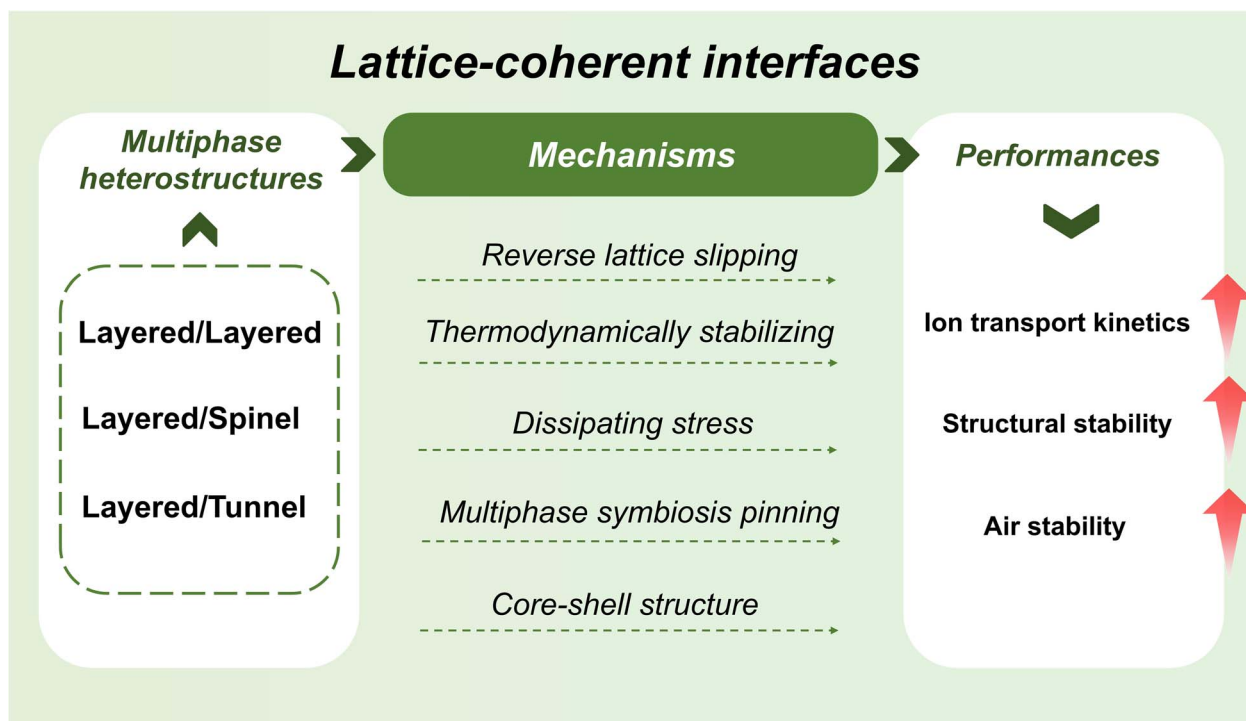 Lattice-coherent interfaces
Multiphase
heterostructures
Layered/Layered
Layered/Spinel
Layered/Tunnel
Mechanisms
Reverse lattice slipping
Thermodynamically stabilizing
Dissipating stress
Multiphase symbiosis pinning
Core-shell structure
Performances
Ion transport kinetics
Structural stability
Air stability